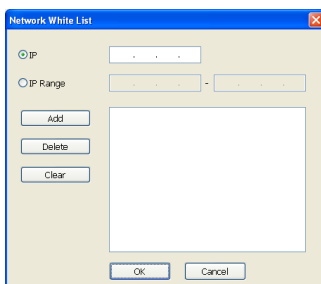 Network White List
IP
. . .
IP Range
. . . - . . .
Add
Delete
Clear
OK Cancel